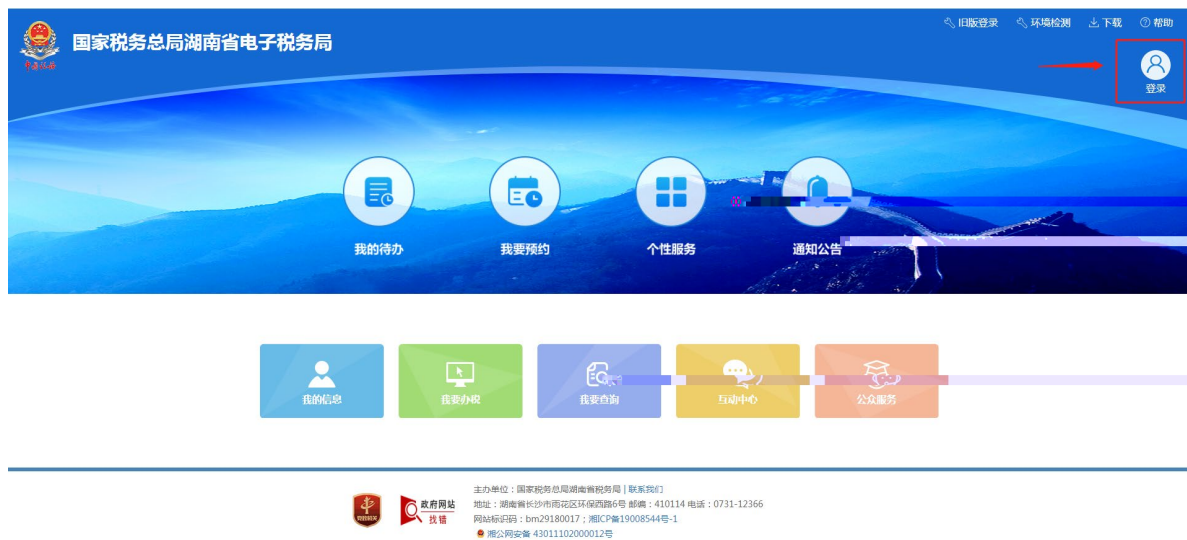 旧版登录 环境检测 下载 帮助
国家税务总局湖南省电子税务局
中国税务
登录
我的待办 我要预约 个性服务 通知公告
我的信息 我要办税 我要查询 互动中心 公众服务
主办单位：国家税务总局湖南省税务局 | 联系我们
地址：湖南省长沙市雨花区环保西路6号 邮编：410114 电话：0731-12366
网站标识码：bm29180017；湘ICP备19008544号-1
湘公网安备 43011102000012号
党政机关
政府网站
找错